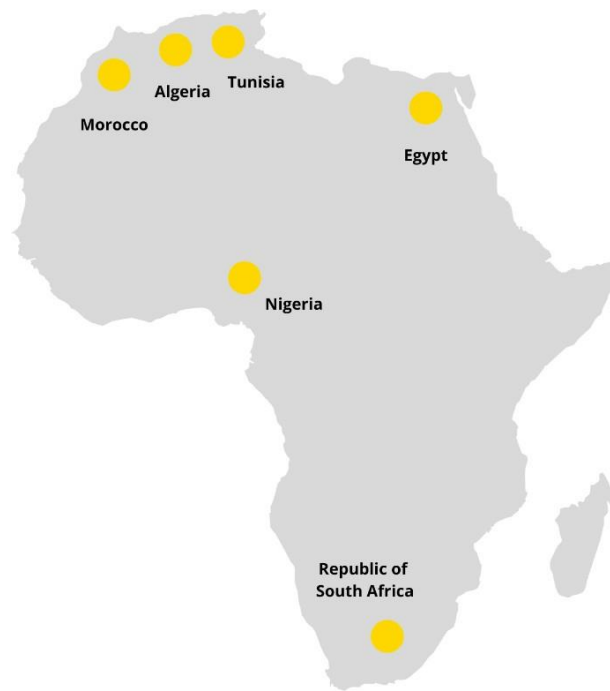 Tunisia
Algeria
Morocco
Egypt
Nigeria
Republic of
South Africa